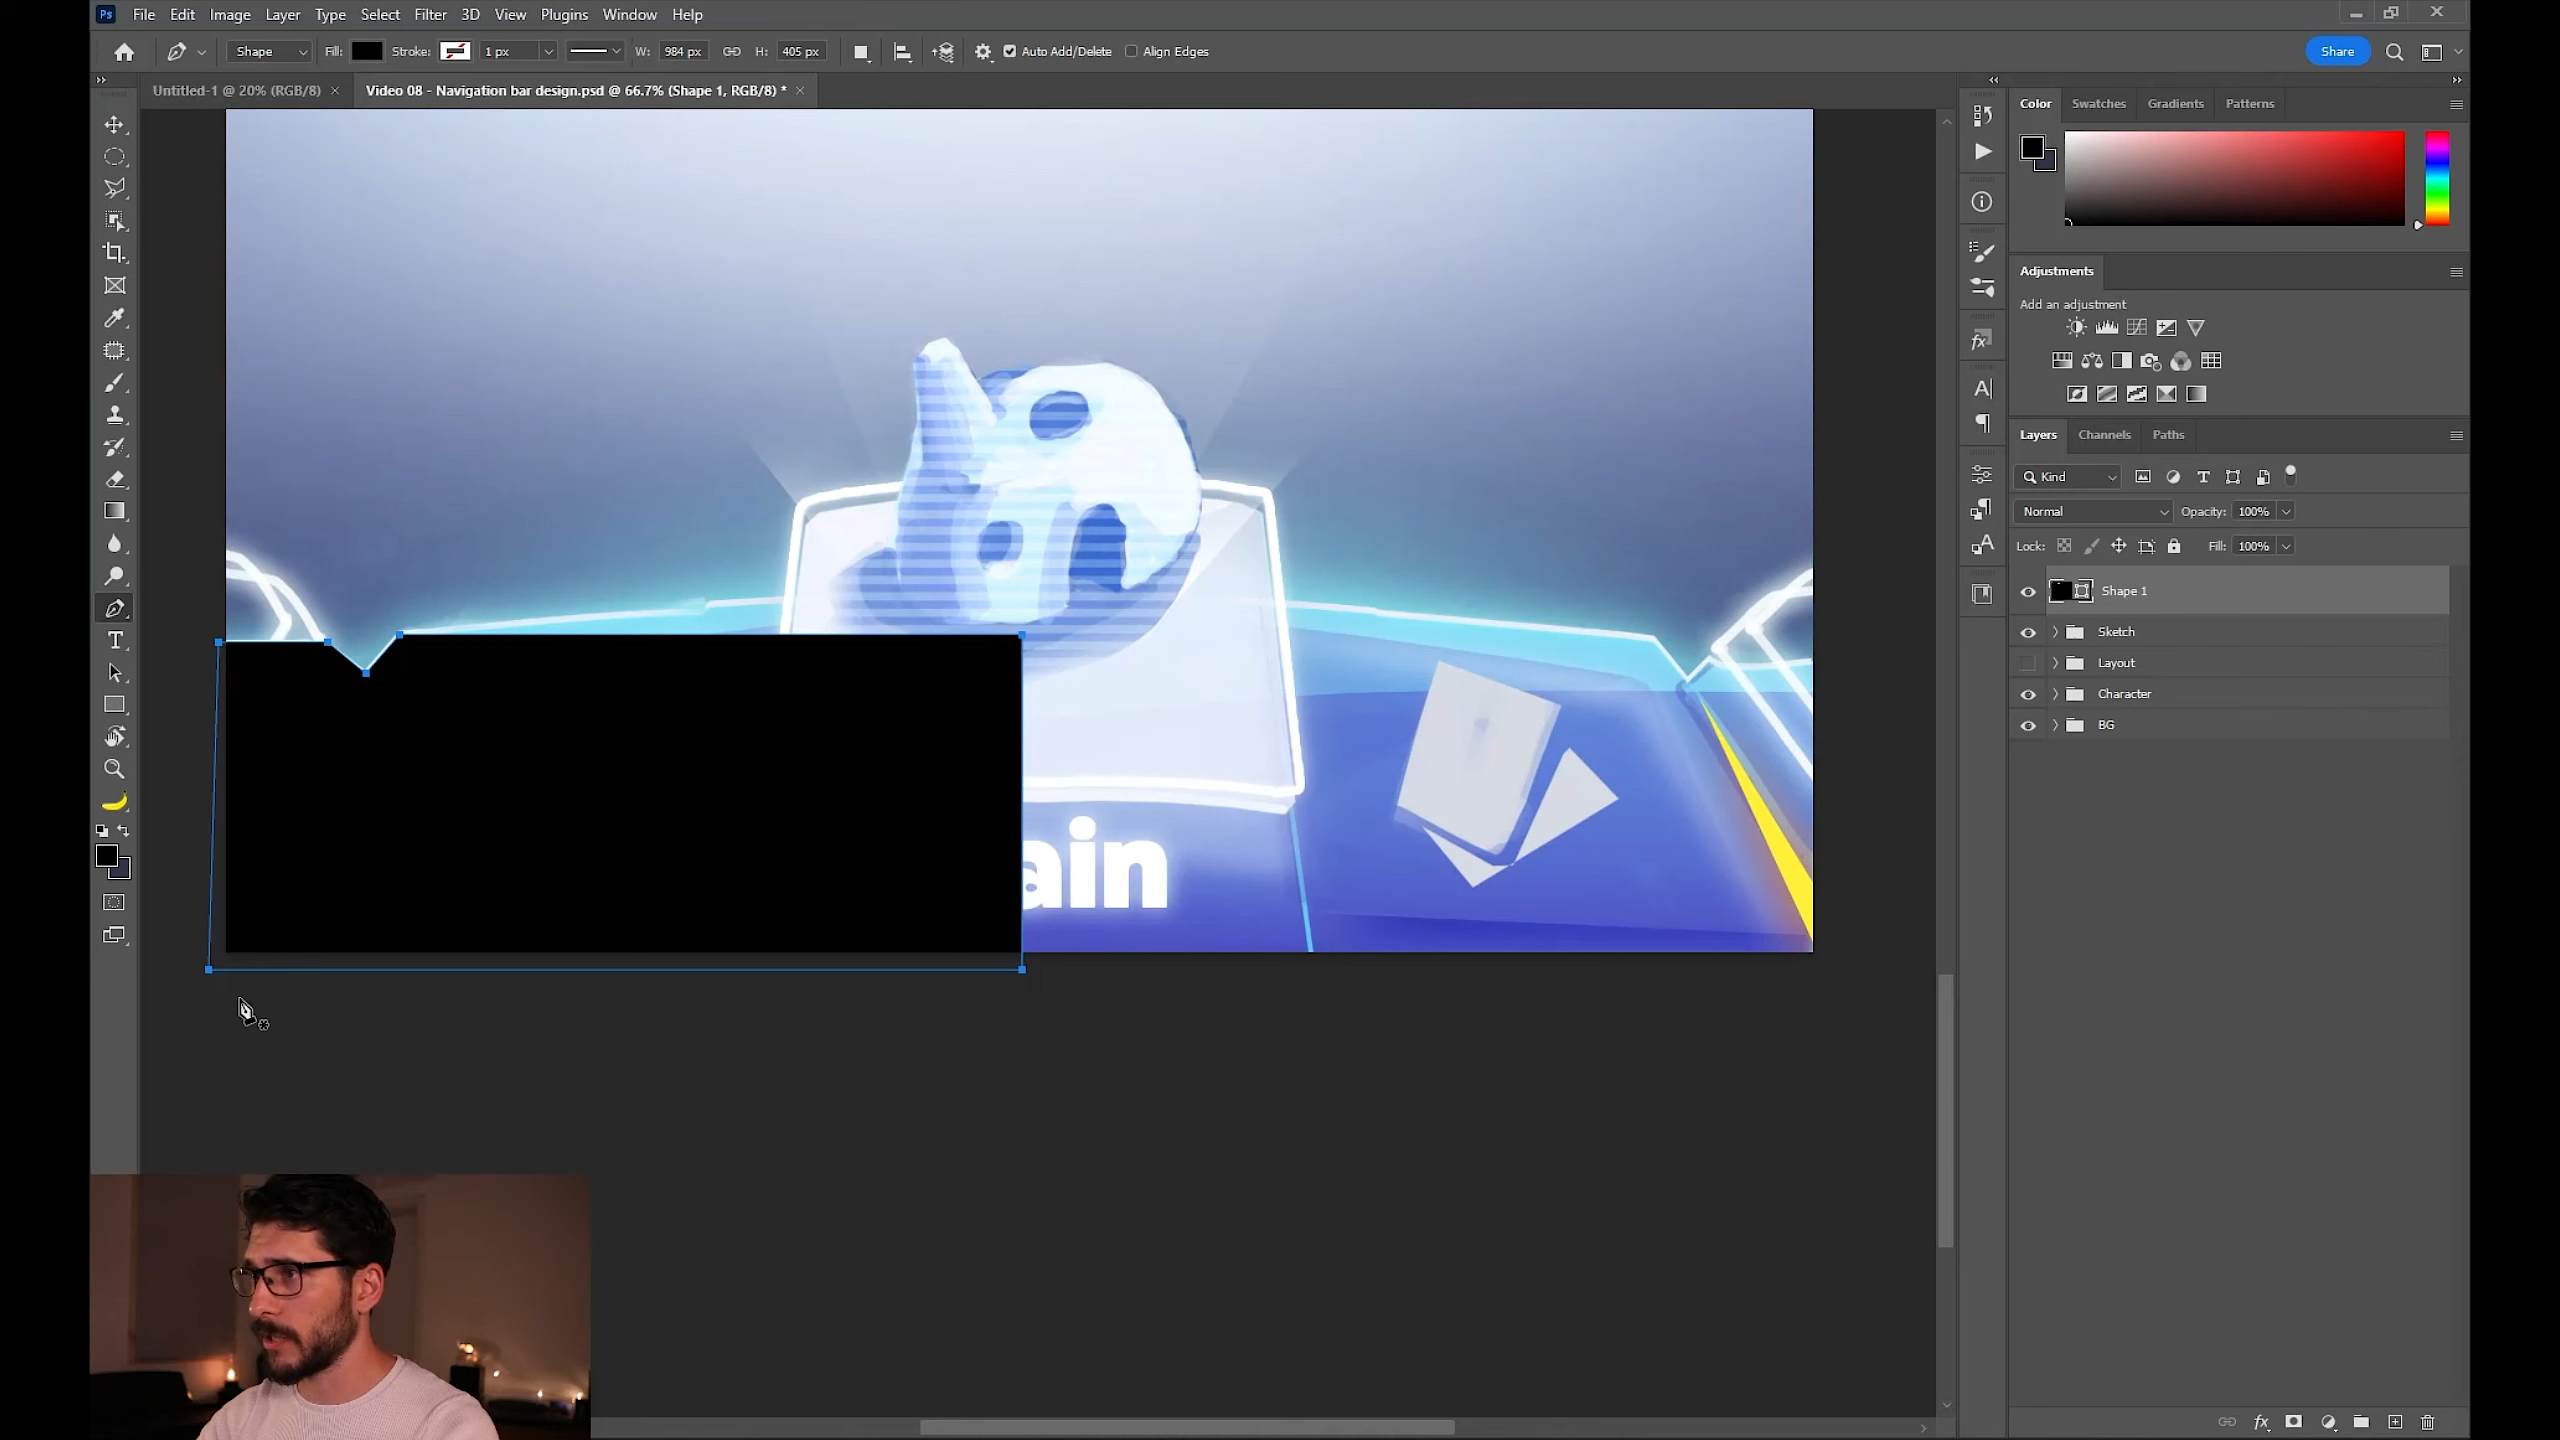 Ps File Edit Image Layer Type Select Filter 3D View Plugins Window Help
Shape Fill: Stroke: 1 px W: 984 px H: 405 px Auto Add/Delete Align Edges Share
Untitled-1 @ 20% (RGB/8) × Video 08 - Navigation bar design.psd @ 66.7% (Shape 1, RGB/8) * ×
Color Swatches Gradients Patterns
Adjustments
Add an adjustment
Layers Channels Paths
Kind
Normal Opacity: 100%
Lock: Fill: 100%
Shape 1
Sketch
Layout
Character
BG
ain